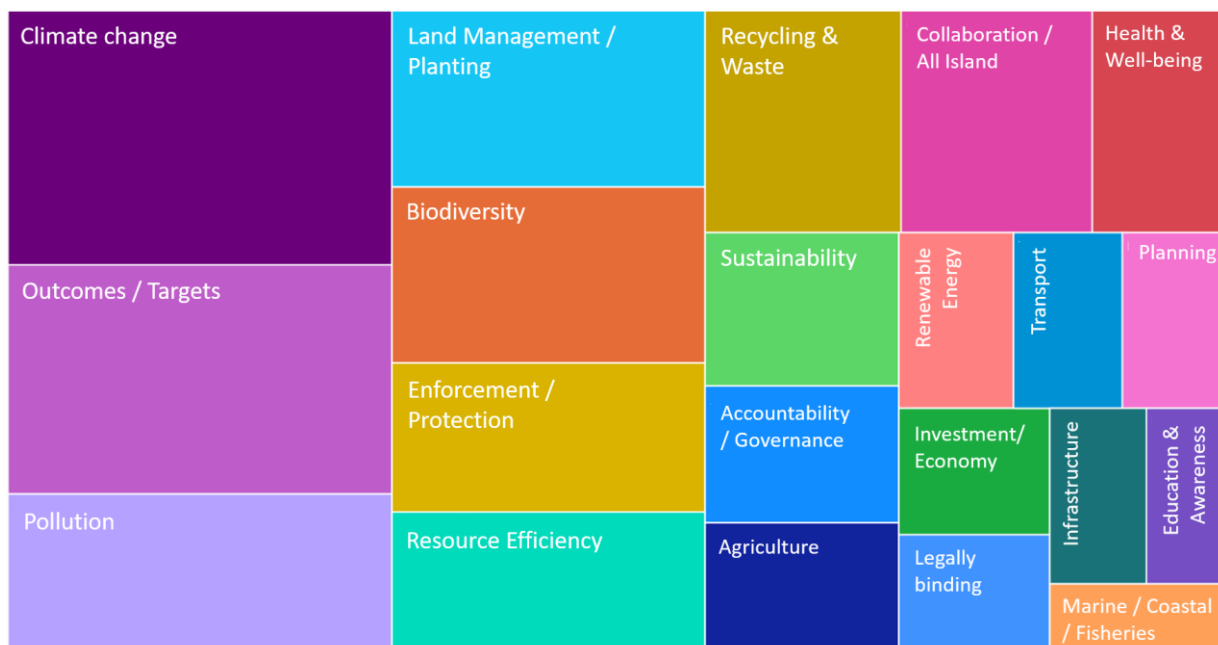 Climate change
Outcomes / Targets
Pollution
Land Management /
Planting
Biodiversity
Enforcement /
Protection
Resource Efficiency
Recycling &
Waste
Sustainability
Accountability
/ Governance
Agriculture
Collaboration /
All Island
Health &
Well-being
Renewable
Energy
Transport
Planning
Investment/
Economy
Legally
binding
Infrastructure
Education &
Awareness
Marine / Coastal
/ Fisheries